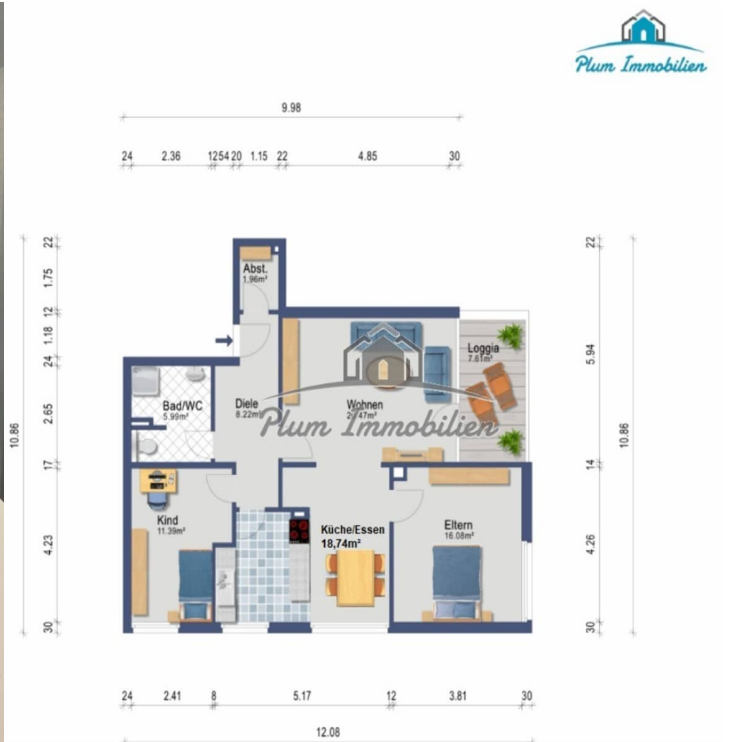 Plum Immobilien
9.98
24 2.36 12 54 20 1.15 22 4.85 30
22 1.75 12 1.18 24 2.65 17 4.23 30
10.86
22 5.94 14 4.26 30
10.86
Abst.
1.96m²
Loggia
7.61m²
Bad/WC
5.99m²
Diele
8.22m²
Wohnen
Plum Immobilien
Kind
11.39m²
Küche/Essen
18,74m²
Eltern
16.08m²
24 2.41 8 5.17 12 3.81 30
12.08